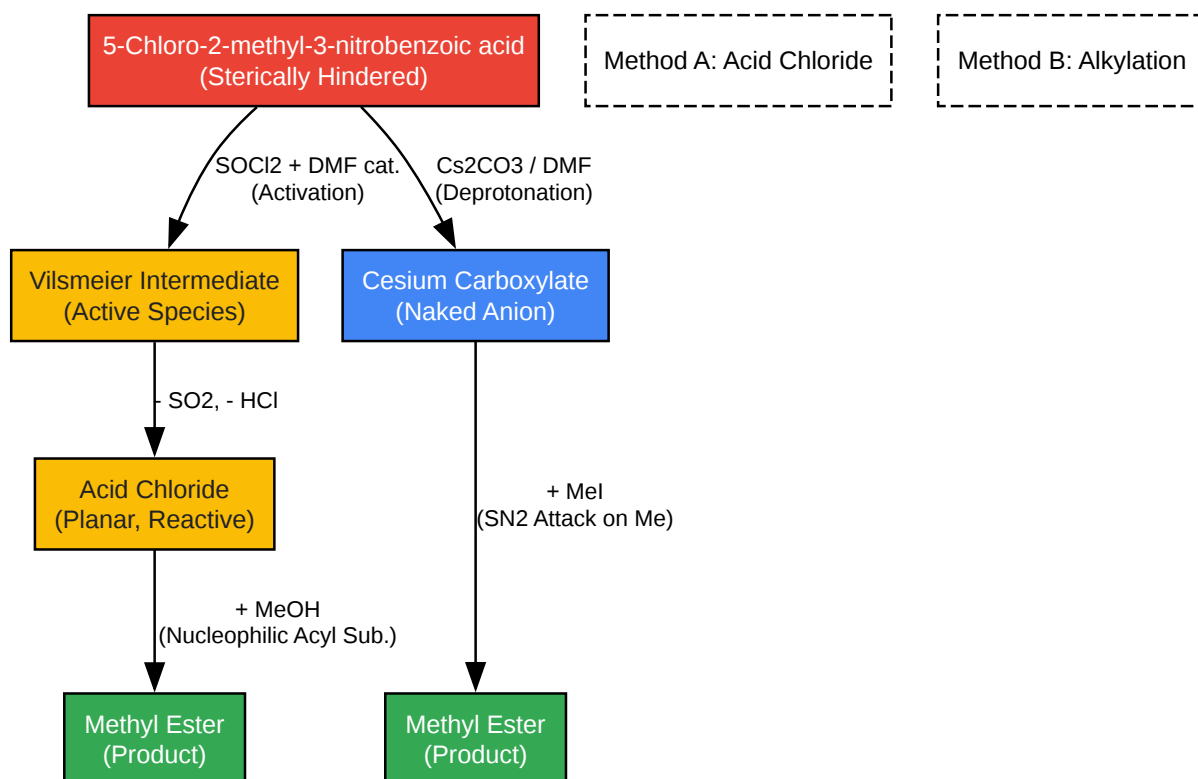 5-Chloro-2-methyl-3-nitrobenzoic acid
(Sterically Hindered)
Method A: Acid Chloride
Method B: Alkylation
SOCl2 + DMF cat.
(Activation)
Cs2CO3 / DMF
(Deprotonation)
Vilsmeier Intermediate
(Active Species)
Cesium Carboxylate
(Naked Anion)
- SO2, - HCl
Acid Chloride
(Planar, Reactive)
+ MeI
(SN2 Attack on Me)
+ MeOH
(Nucleophilic Acyl Sub.)
Methyl Ester
(Product)
Methyl Ester
(Product)